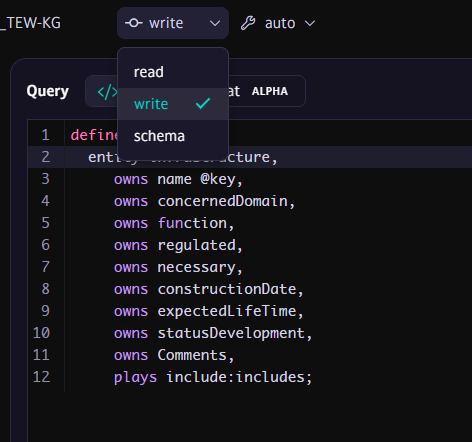 _TEW-KG write auto
read
write
schema
Query </> at ALPHA
1 define
2 entity infrastructure,
3 owns name @key,
4 owns concernedDomain,
5 owns function,
6 owns regulated,
7 owns necessary,
8 owns constructionDate,
9 owns expectedLifeTime,
10 owns statusDevelopment,
11 owns Comments,
12 plays include:includes;